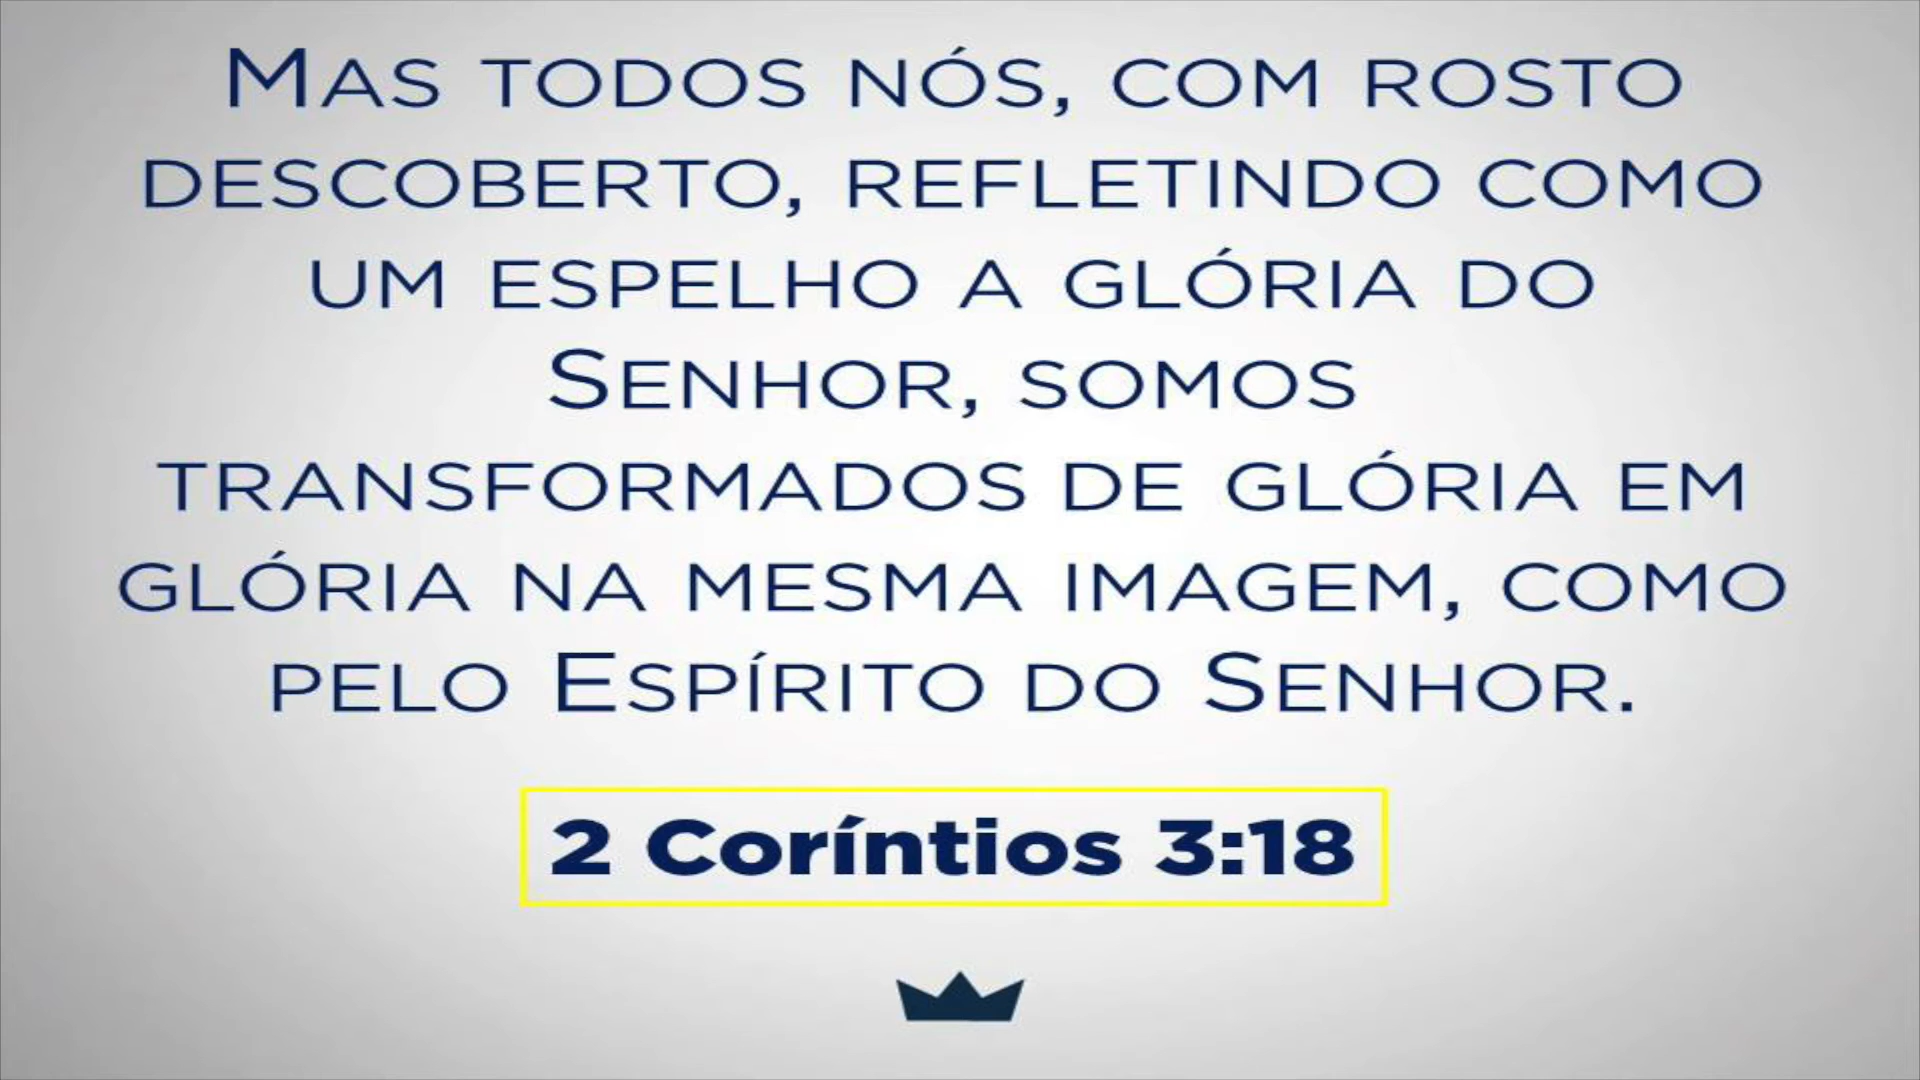 Mas todos nós, com rosto
descoberto, refletindo como
um espelho a glória do
Senhor, somos
transformados de glória em
glória na mesma imagem, como
pelo Espírito do Senhor.
2 Coríntios 3:18